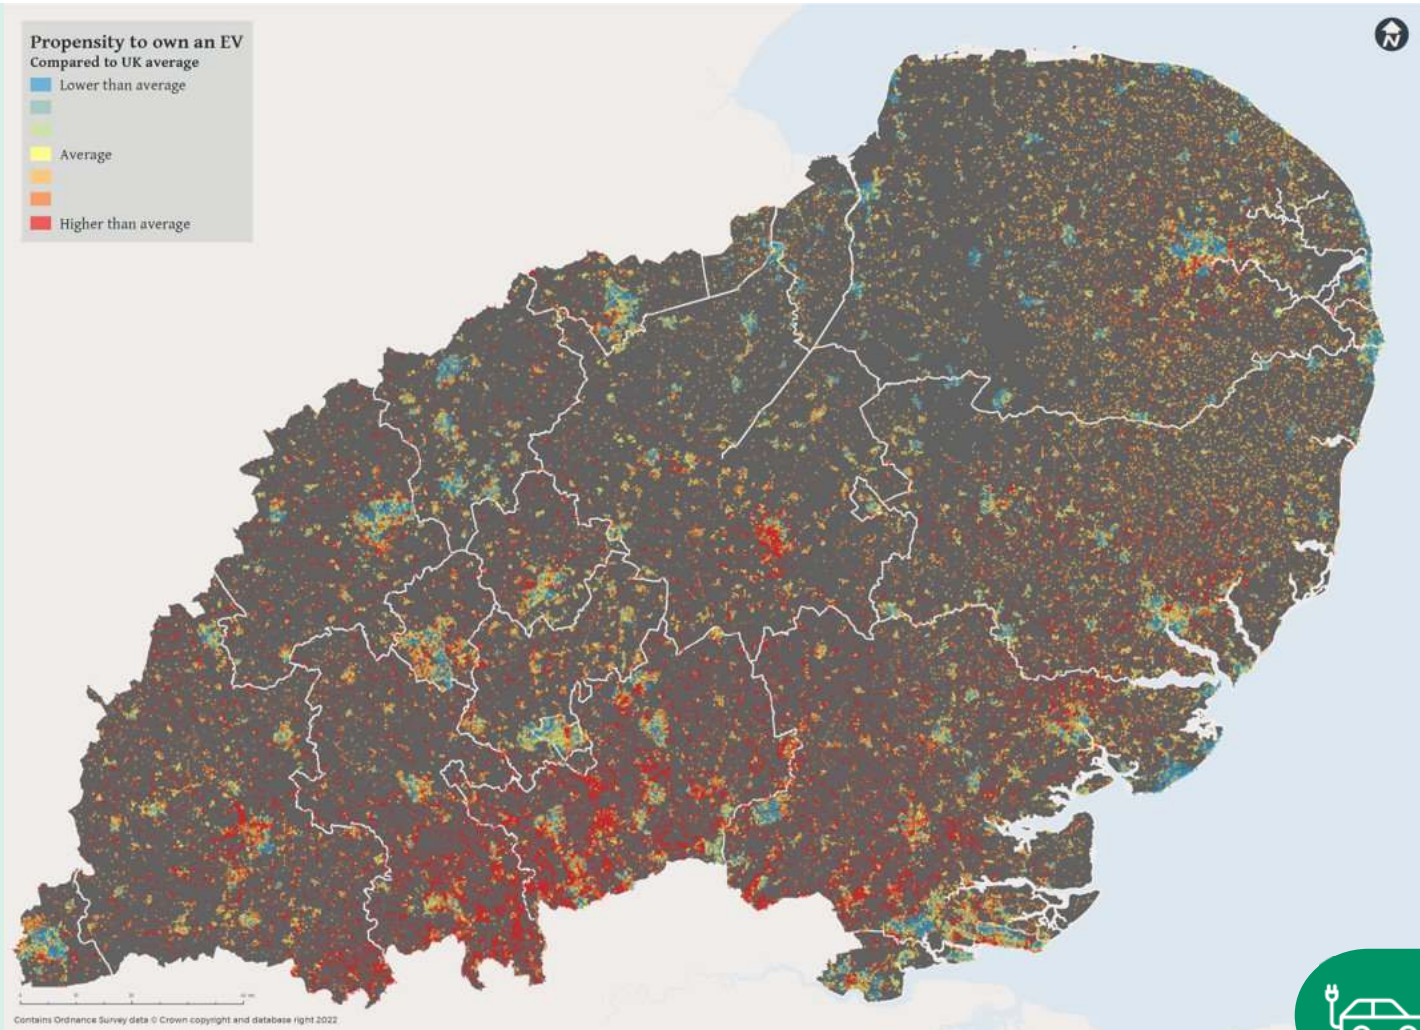 Propensity to own an EV
Compared to UK average
Lower than average
Average
Higher than average
N
Contains Ordnance Survey data © Crown copyright and database right 2022